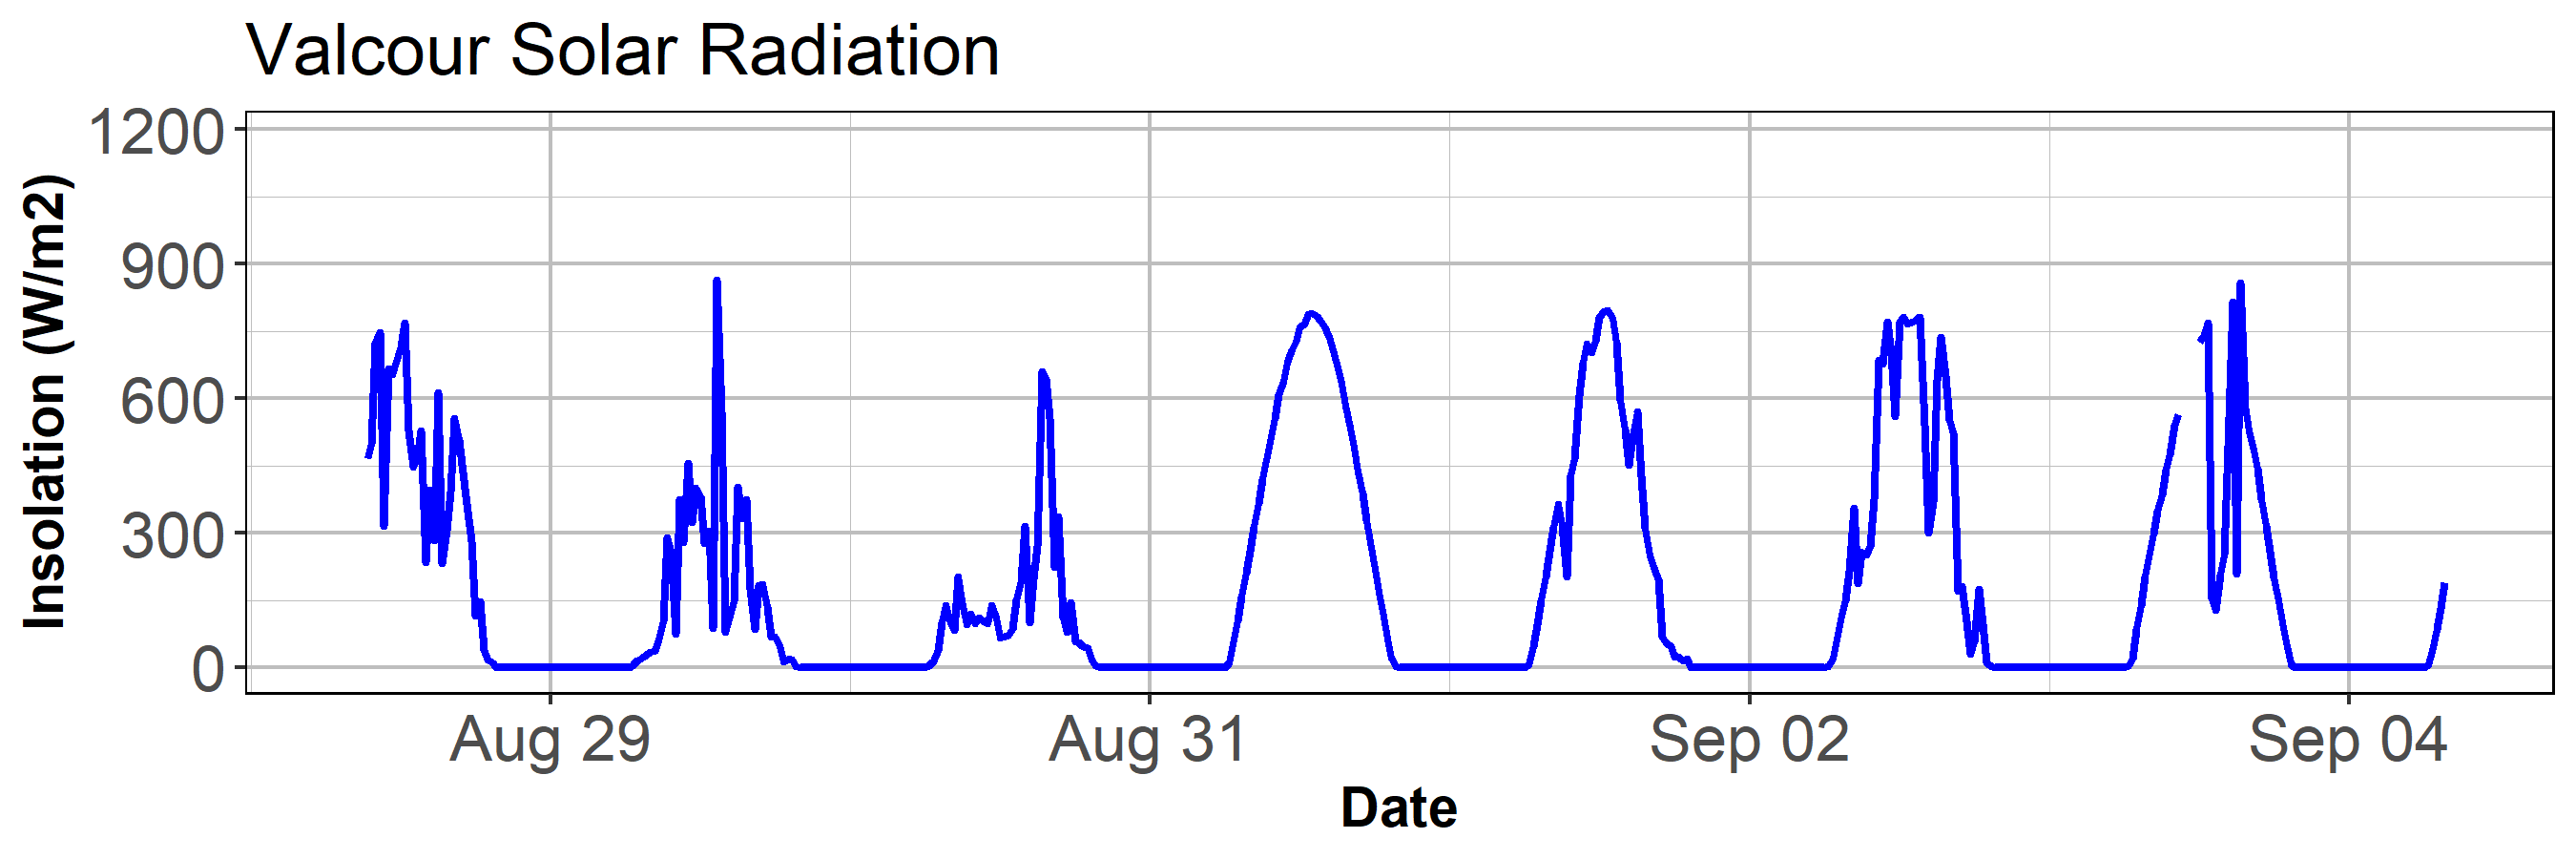 Valcour Solar Radiation
1200
900
600
300
0
Insolation (W/m2)
Aug 29 Aug 31 Sep 02 Sep 04
Date